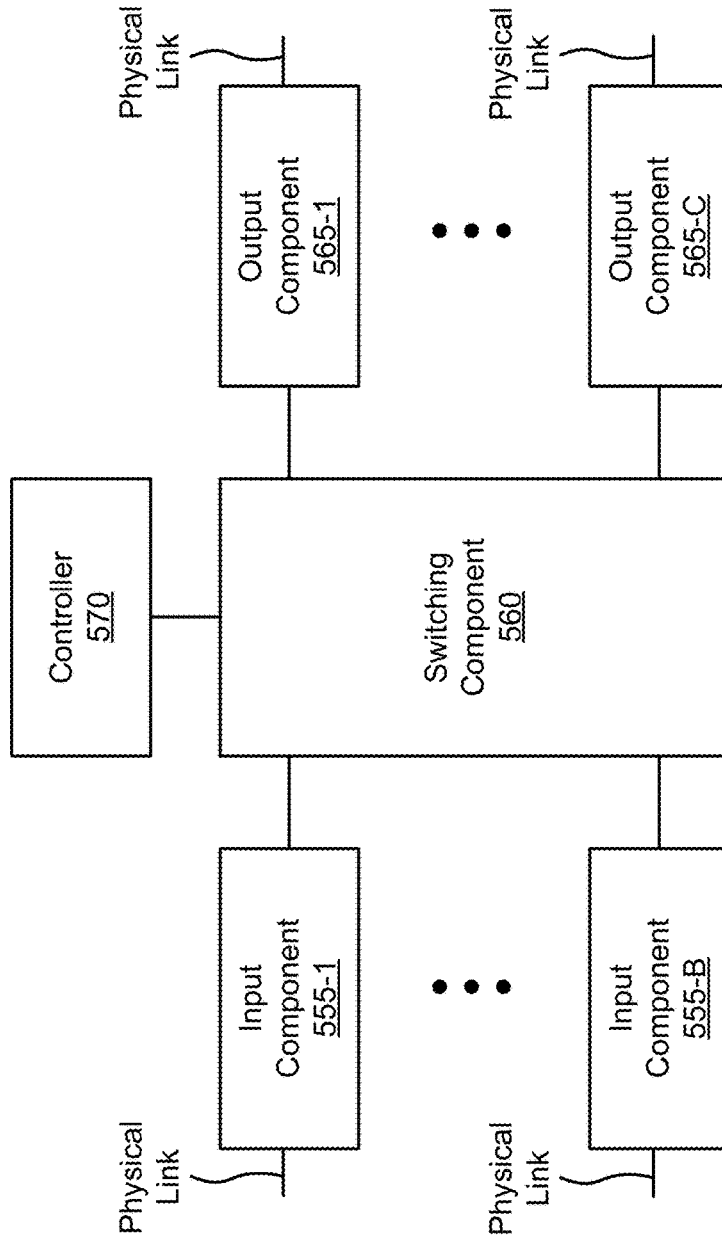 Controller
570
Physical
Link
Input
Component
555-1
Switching
Component
560
Output
Component
565-1
Physical
Link
Physical
Link
Input
Component
555-B
Output
Component
565-C
Physical
Link